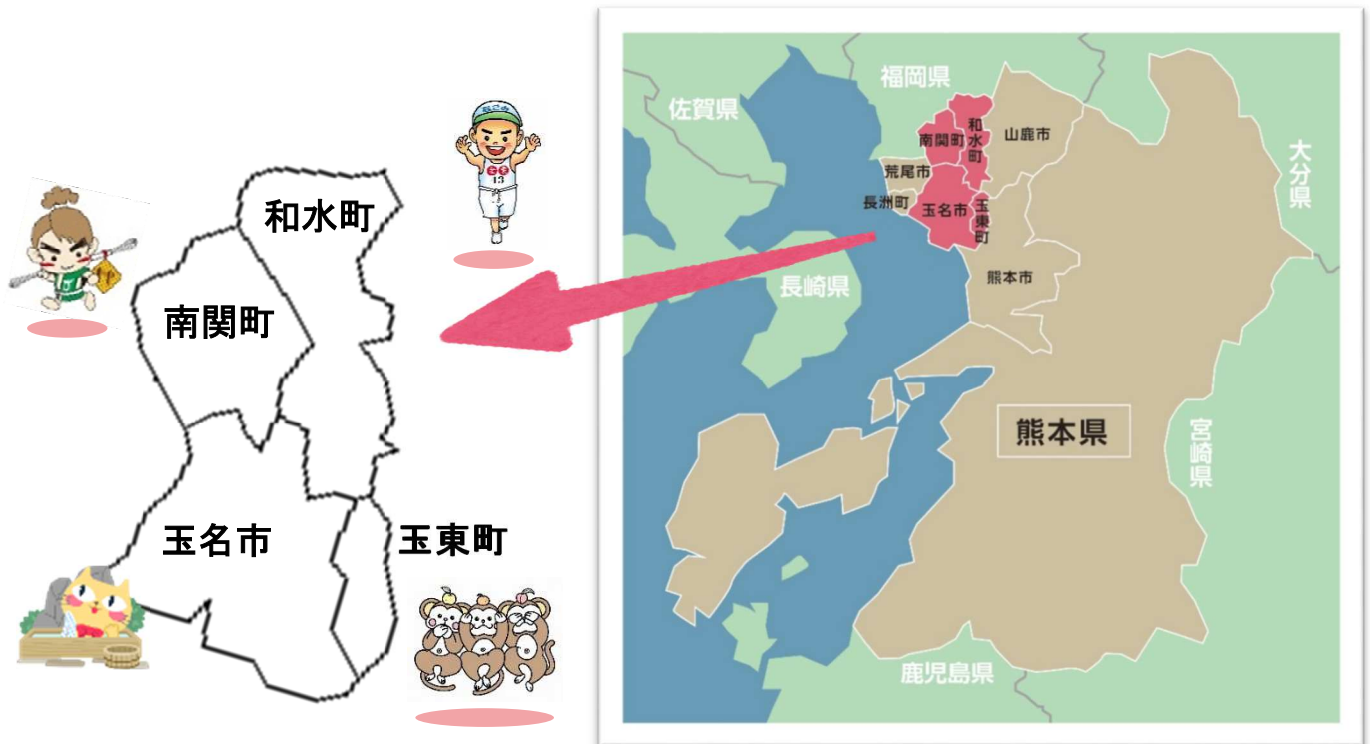 和水町
南関町
玉名市
玉東町
13
福岡県
佐賀県
大分県
和水町
南関町
山鹿市
荒尾市
長洲町
玉名市
玉東町
熊本市
長崎県
熊本県
宮崎県
鹿児島県